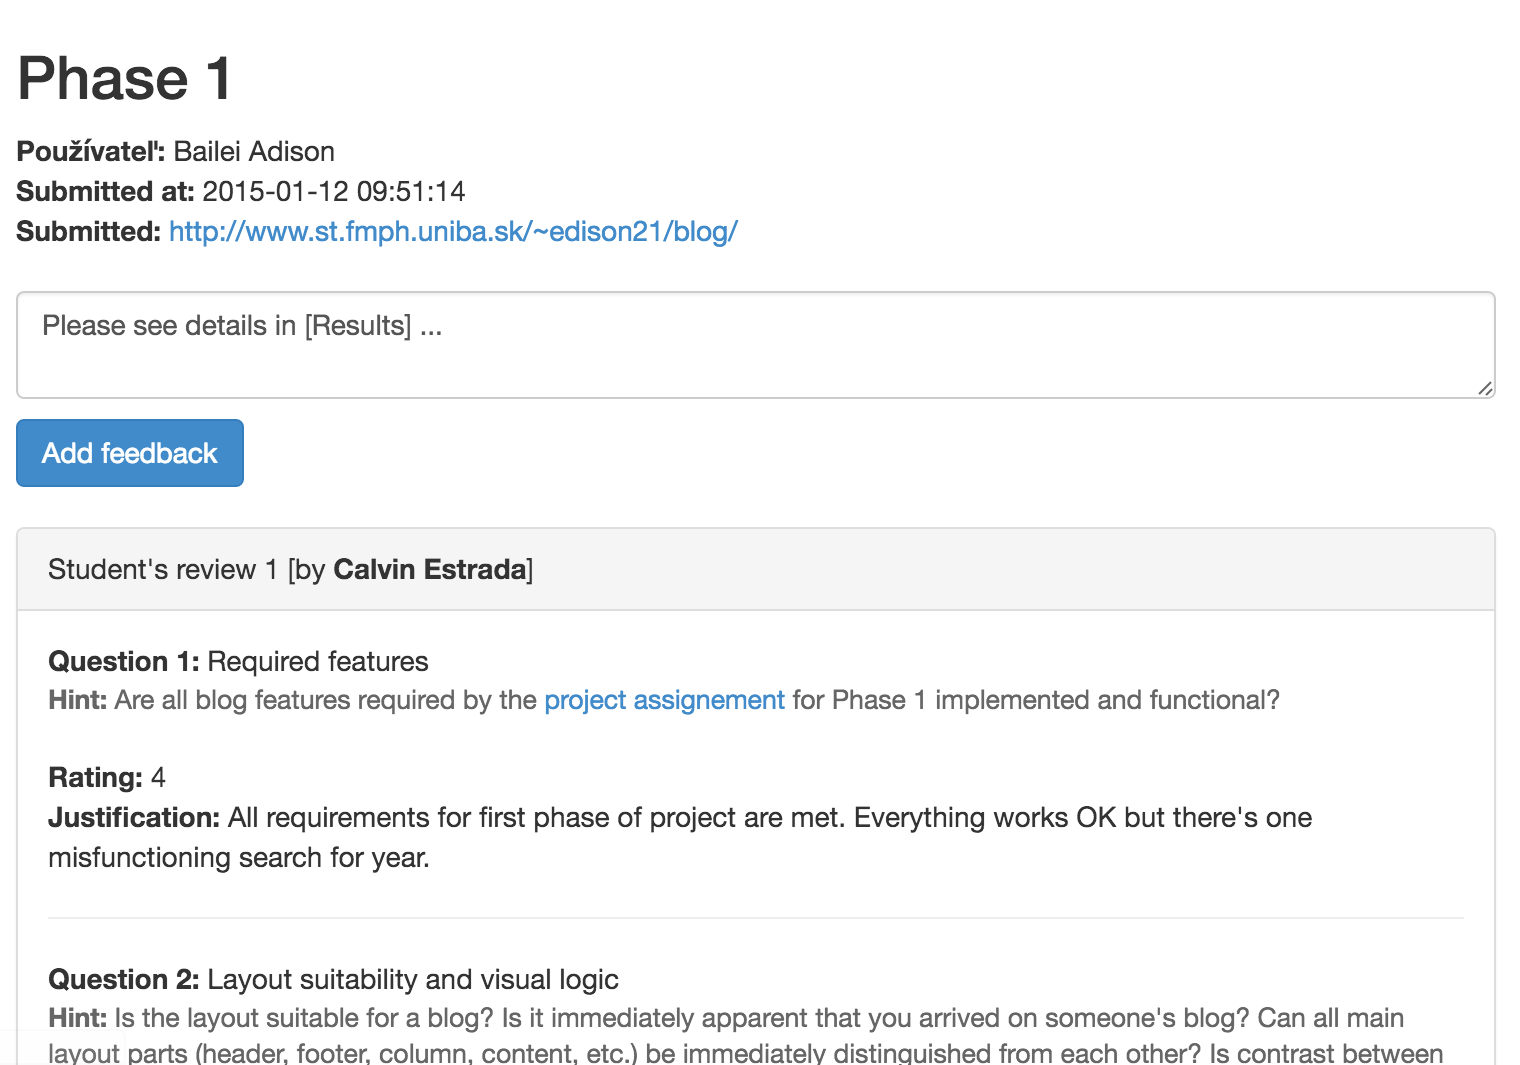 Phase 1
Používateľ: Bailei Adison
Submitted at: 2015-01-12 09:51:14
Submitted: http://www.st.fmph.uniba.sk/~edison21/blog/
Please see details in [Results] ...
Add feedback
Student's review 1 [by Calvin Estrada]
Question 1: Required features
Hint: Are all blog features required by the project assignement for Phase 1 implemented and functional?
Rating: 4
Justification: All requirements for first phase of project are met. Everything works OK but there's one
misfunctioning search for year.
Question 2: Layout suitability and visual logic
Hint: Is the layout suitable for a blog? Is it immediately apparent that you arrived on someone's blog? Can all main
layout parts (header, footer, column, content, etc.) be immediately distinguished from each other? Is contrast between